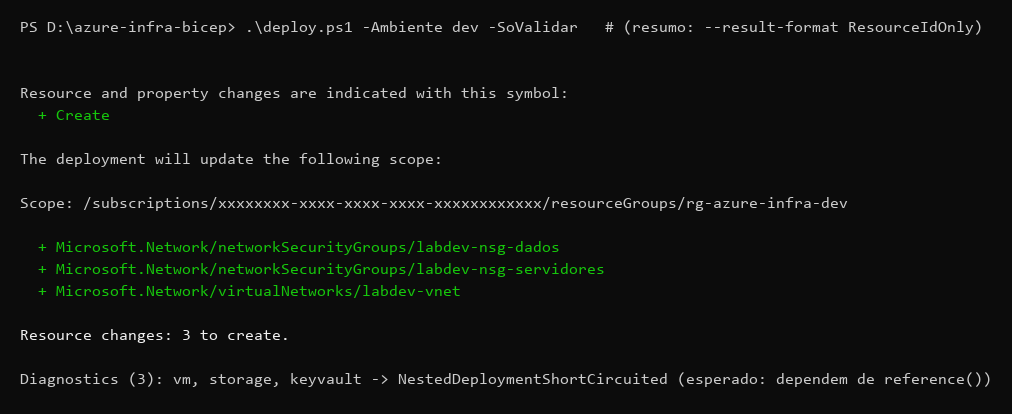 PS D:\azure-infra-bicep> .\deploy.ps1 -Ambiente dev -SoValidar   # (resumo: --result-format ResourceIdOnly)
Resource and property changes are indicated with this symbol:
  + Create
The deployment will update the following scope:
Scope: /subscriptions/xxxxxxxx-xxxx-xxxx-xxxx-xxxxxxxxxxxx/resourceGroups/rg-azure-infra-dev
  + Microsoft.Network/networkSecurityGroups/labdev-nsg-dados
  + Microsoft.Network/networkSecurityGroups/labdev-nsg-servidores
  + Microsoft.Network/virtualNetworks/labdev-vnet
Resource changes: 3 to create.
Diagnostics (3): vm, storage, keyvault -> NestedDeploymentShortCircuited (esperado: dependem de reference())